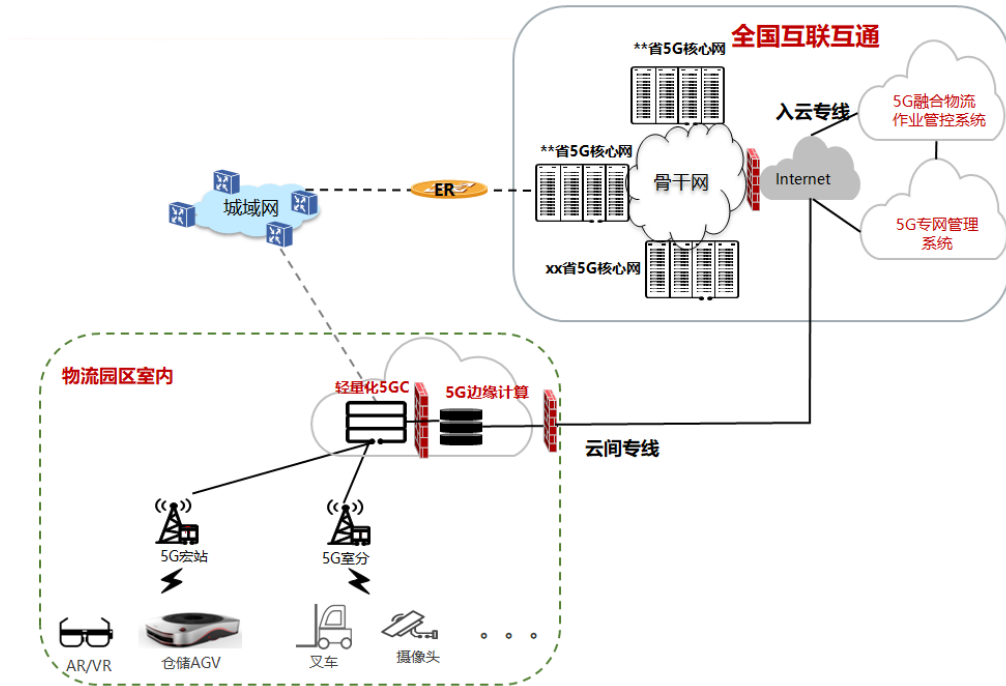 全国互联互通
**省5G核心网
**省5G核心网
骨干网
xx省5G核心网
入云专线
Internet
5G融合物流
作业管控系统
5G专网管理
系统
城域网
ER
物流园区室内
轻量化5GC
5G边缘计算
云间专线
5G宏站
5G室分
AR/VR
仓储AGV
叉车
摄像头
。。。